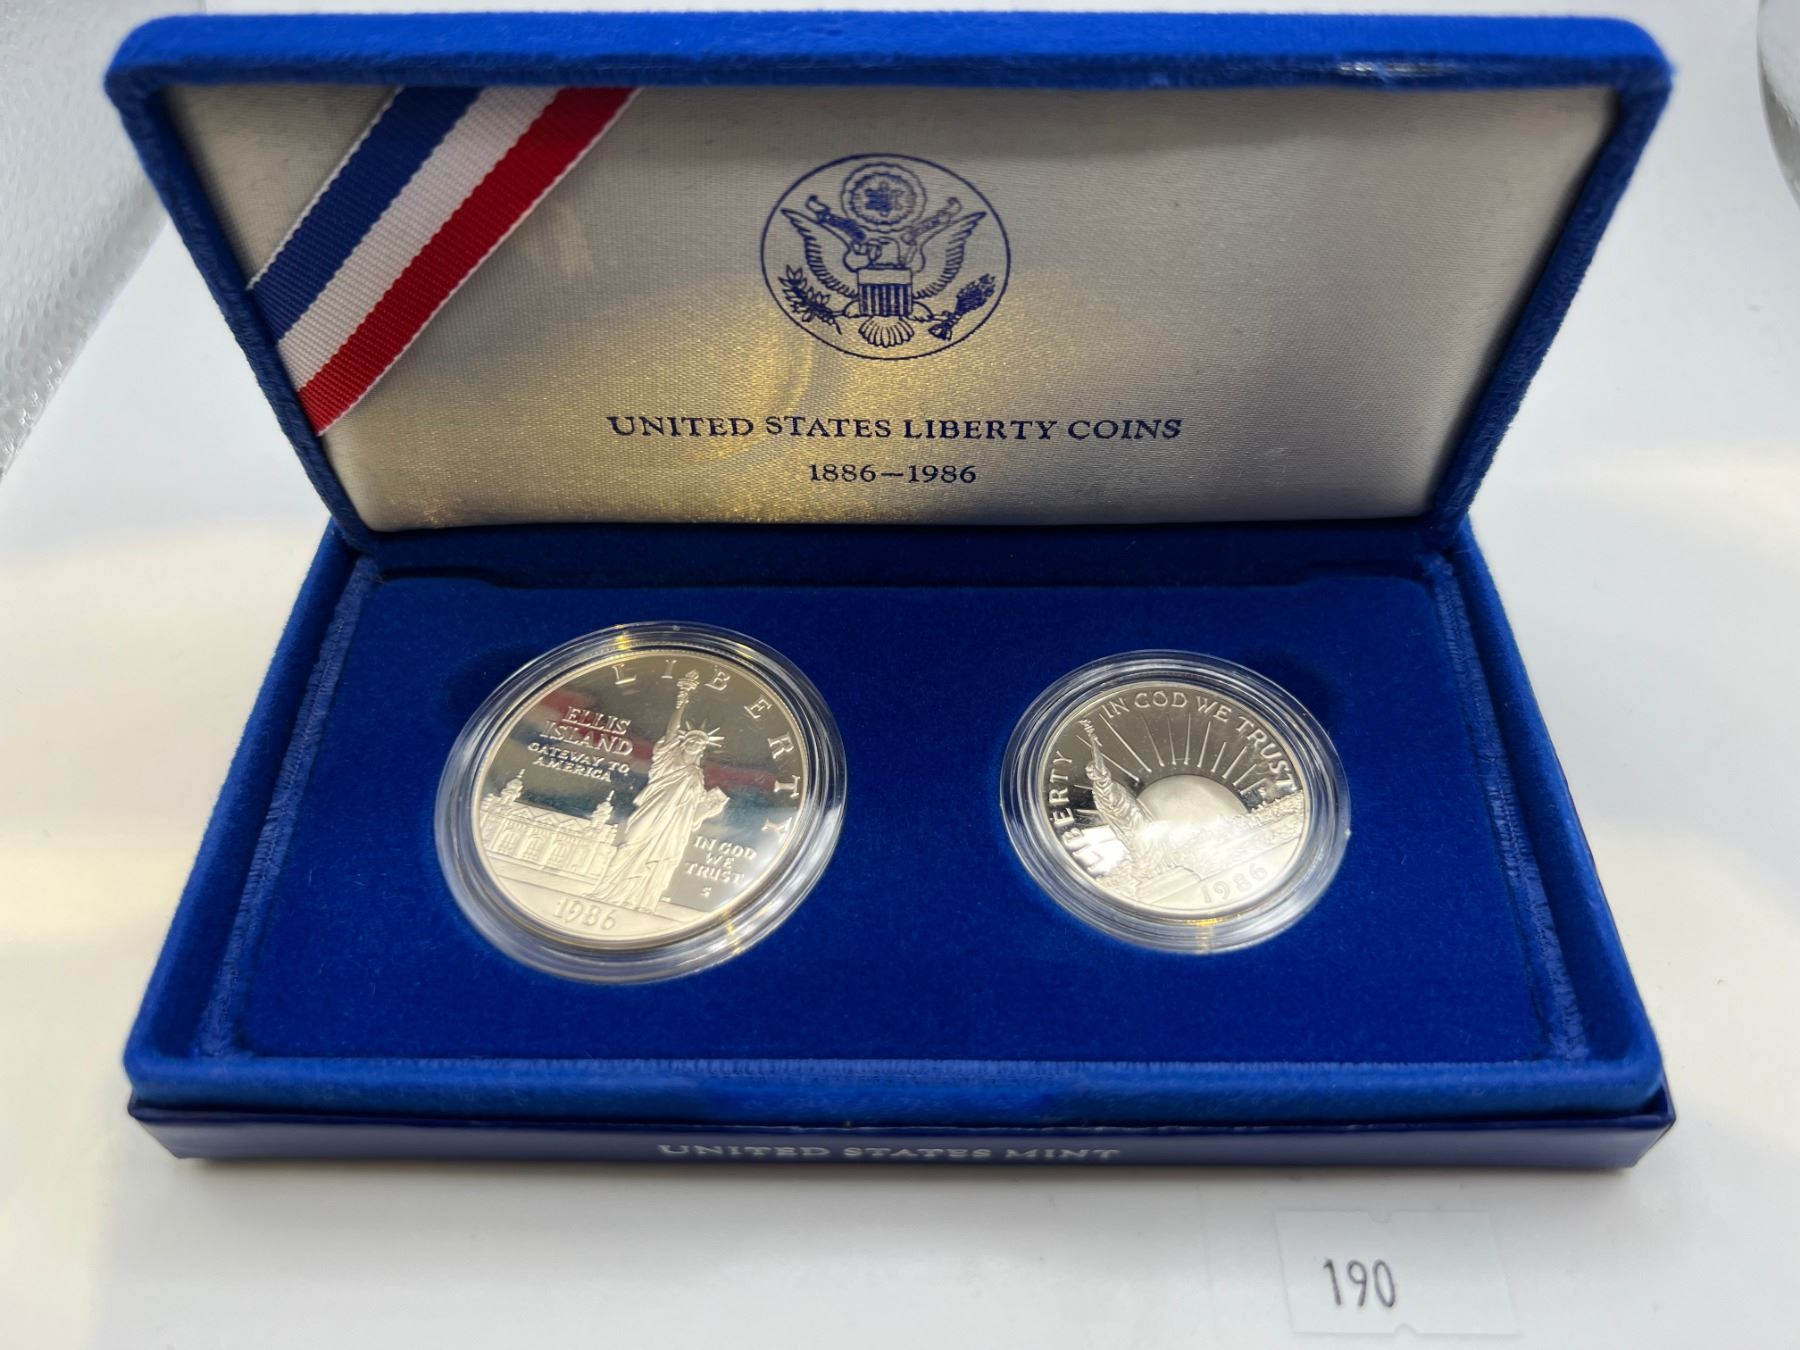 UNITED STATES LIBERTY COINS
1886–1986
LIBERTY
ELLIS
ISLAND
GATEWAY TO
AMERICA
IN GOD
WE
TRUST
S
1986
IN GOD WE TRUST
LIBERTY
1986
UNITED STATES MINT
190